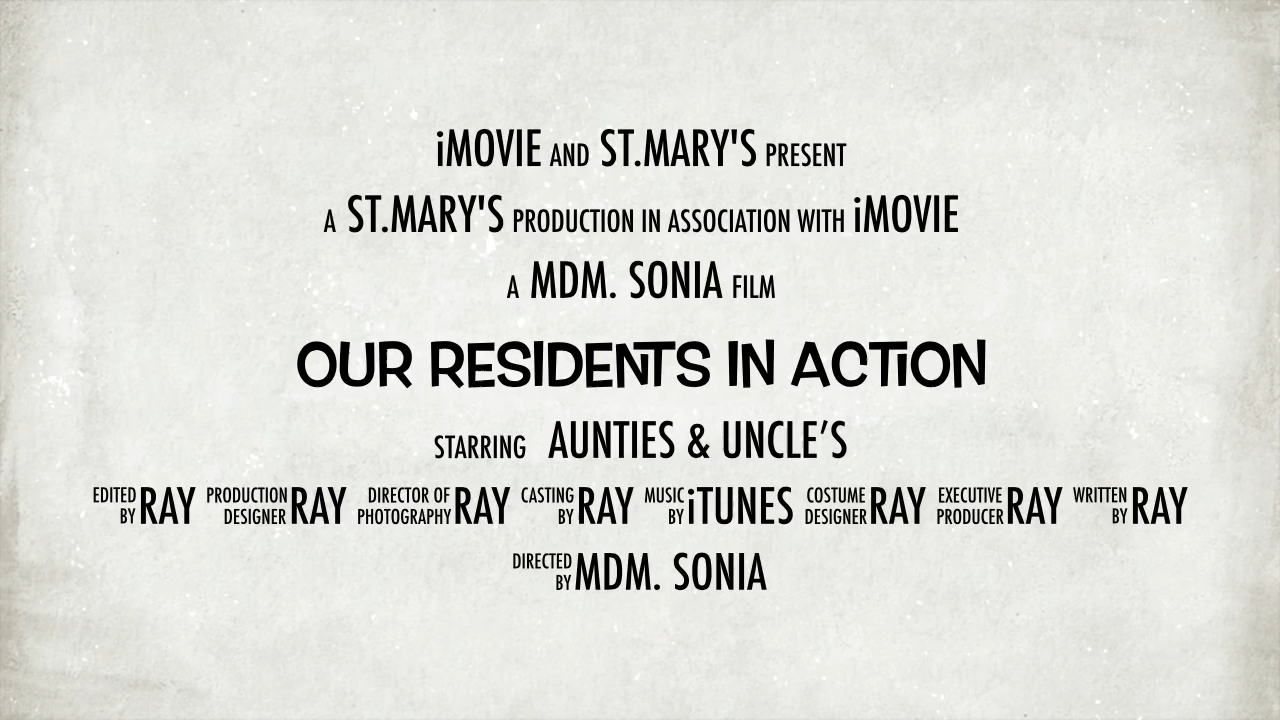 iMOVIE AND ST.MARY'S PRESENT
A ST.MARY'S PRODUCTION IN ASSOCIATION WITH iMOVIE
A MDM. SONIA FILM
OUR RESIDENTS IN ACTION
STARRING AUNTIES & UNCLE’S
EDITED BY RAY PRODUCTION DESIGNER RAY DIRECTOR OF PHOTOGRAPHY RAY CASTING BY RAY MUSIC BY iTUNES COSTUME DESIGNER RAY EXECUTIVE PRODUCER RAY WRITTEN BY RAY
DIRECTED BY MDM. SONIA